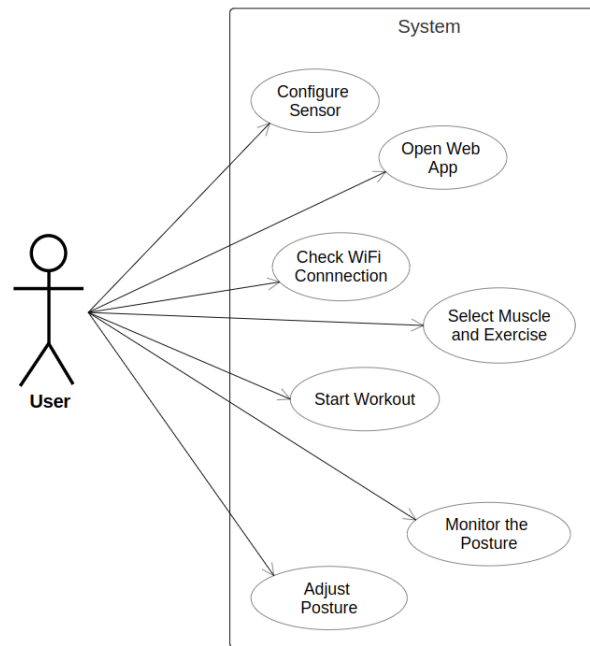 System
Configure
Sensor
Open Web
App
Check WiFi
Connnection
Select Muscle
and Exercise
User
Start Workout
Monitor the
Posture
Adjust
Posture